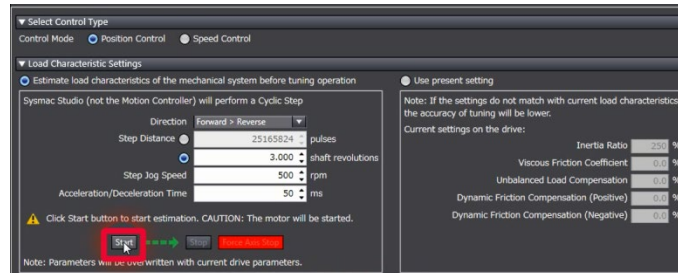 ▼ Select Control Type
Control Mode Position Control Speed Control
▼ Load Characteristic Settings
Estimate load characteristics of the mechanical system before tuning operation
Sysmac Studio (not the Motion Controller) will perform a Cyclic Step
Direction Forward > Reverse
Step Distance 25165824 pulses
3.000 shaft revolutions
Step Jog Speed 500 rpm
Acceleration/Deceleration Time 50 ms
Click Start button to start estimation. CAUTION: The motor will be started.
Start Stop Force Axis Stop
Note: Parameters will be overwritten with current drive parameters.
Use present setting
Note: If the settings do not match with current load characteristics
the accuracy of tuning will be lower.
Current settings on the drive:
Inertia Ratio 250 %
Viscous Friction Coefficient 0.0 %
Unbalanced Load Compensation 0.0 %
Dynamic Friction Compensation (Positive) 0.0 %
Dynamic Friction Compensation (Negative) 0.0 %